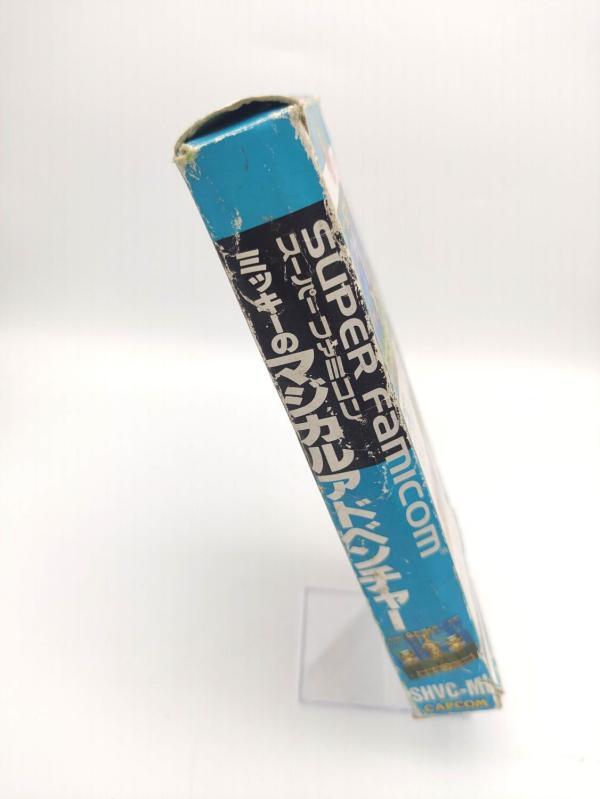 SUPER Famicom®
スーパーファミコン
ミッキーのマジカルアドベンチャー
SHVC-MI
CAPCOM